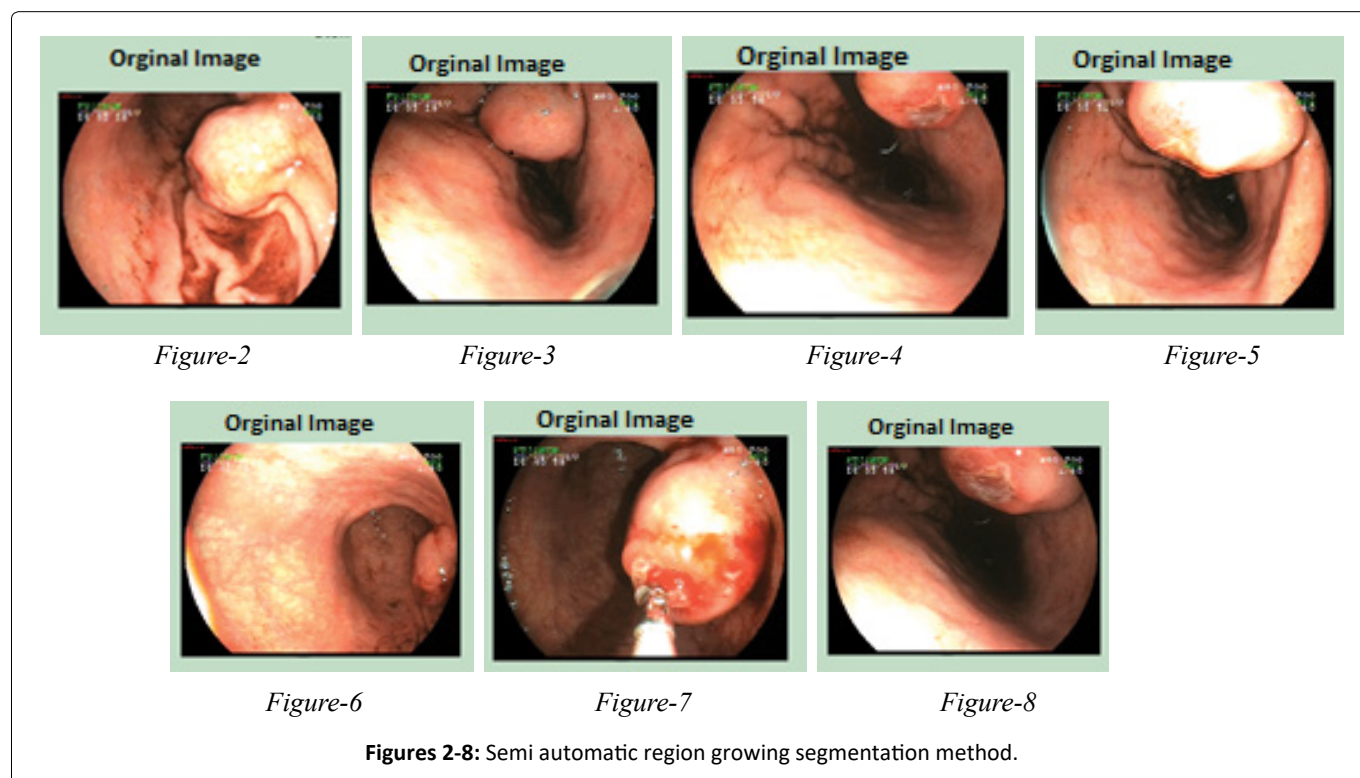 Orginal Image
Orginal Image
Orginal Image
Orginal Image
Figure-2
Figure-3
Figure-4
Figure-5
Orginal Image
Orginal Image
Orginal Image
Figure-6
Figure-7
Figure-8
Figures 2-8: Semi automatic region growing segmentation method.